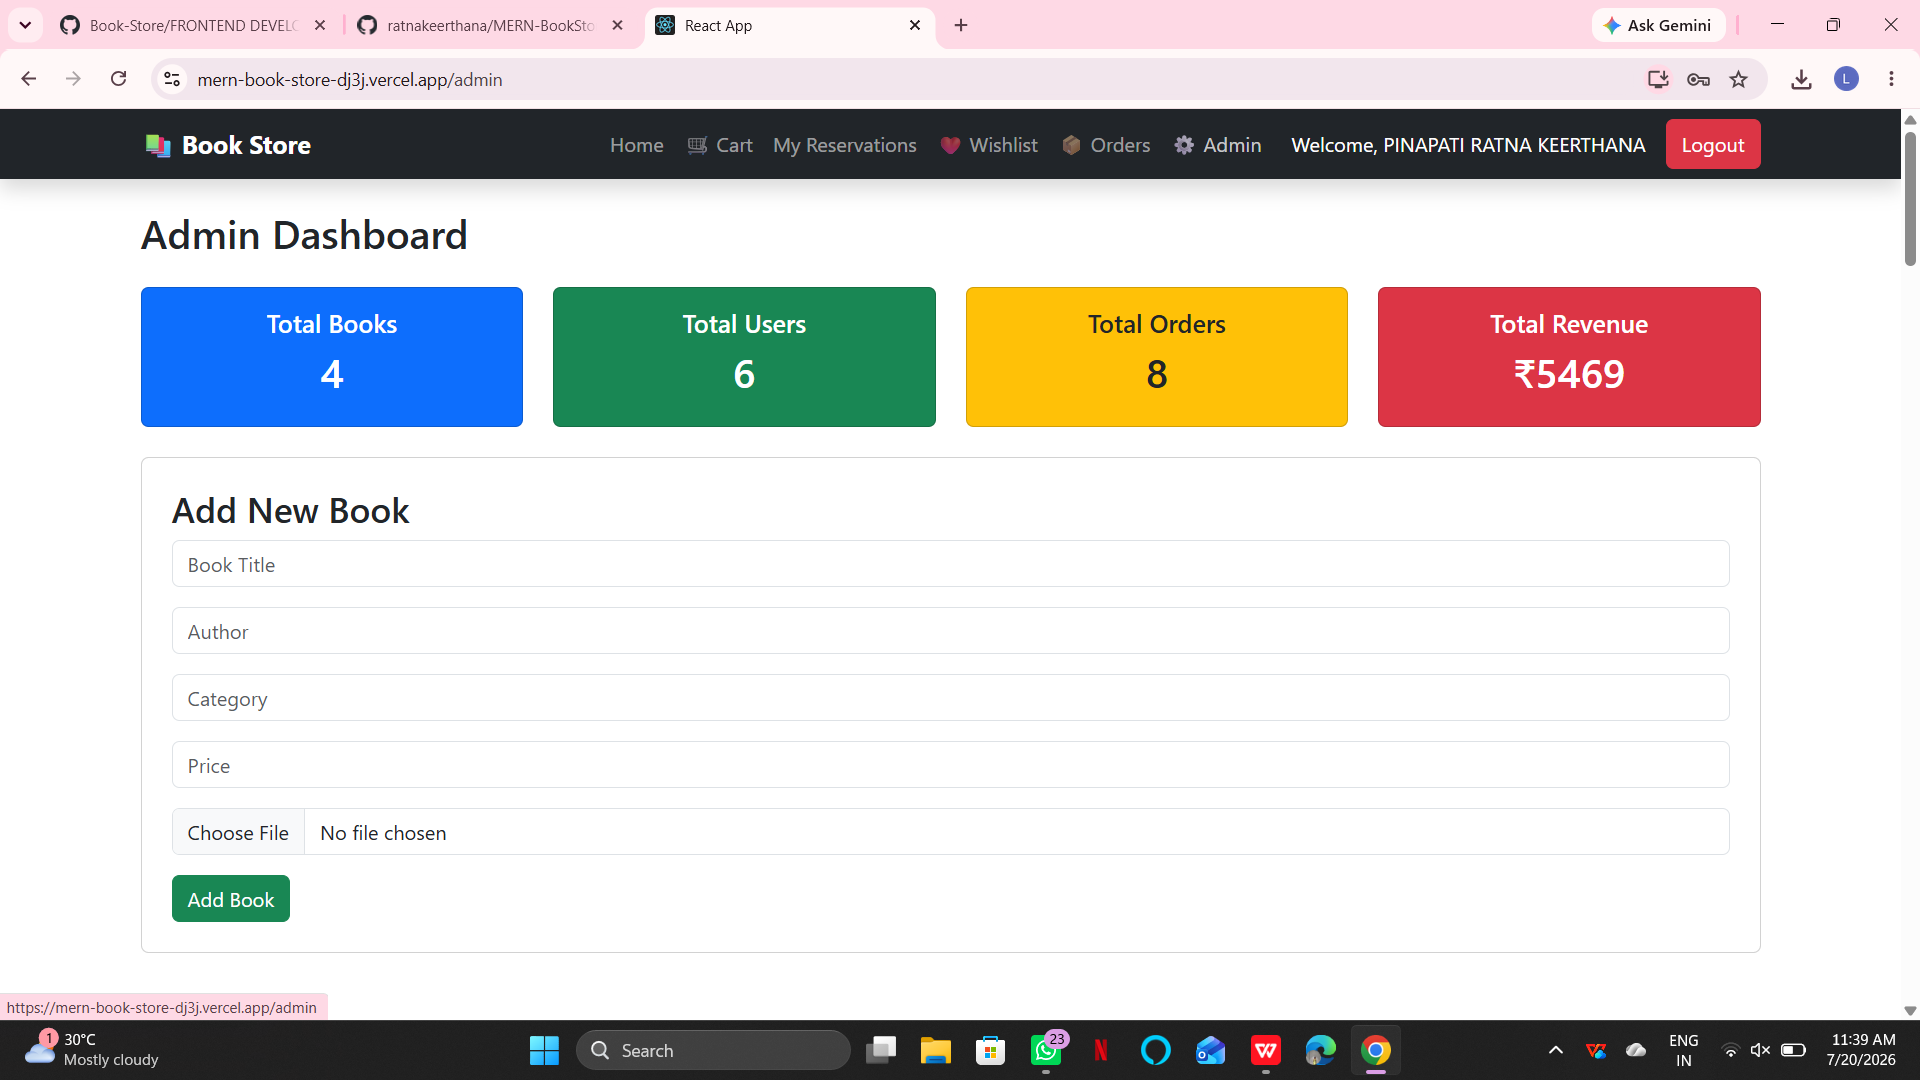 Book-Store/FRONTEND DEVELO
ratnakeerthana/MERN-BookSto
React App
Ask Gemini
mern-book-store-dj3j.vercel.app/admin
L
Book Store
Home
Cart
My Reservations
Wishlist
Orders
Admin
Welcome, PINAPATI RATNA KEERTHANA
Logout
Admin Dashboard
Total Books
4
Total Users
6
Total Orders
8
Total Revenue
₹5469
Add New Book
Book Title
Author
Category
Price
Choose File
No file chosen
Add Book
https://mern-book-store-dj3j.vercel.app/admin
1
30°C
Mostly cloudy
Search
23
ENG
IN
11:39 AM
7/20/2026